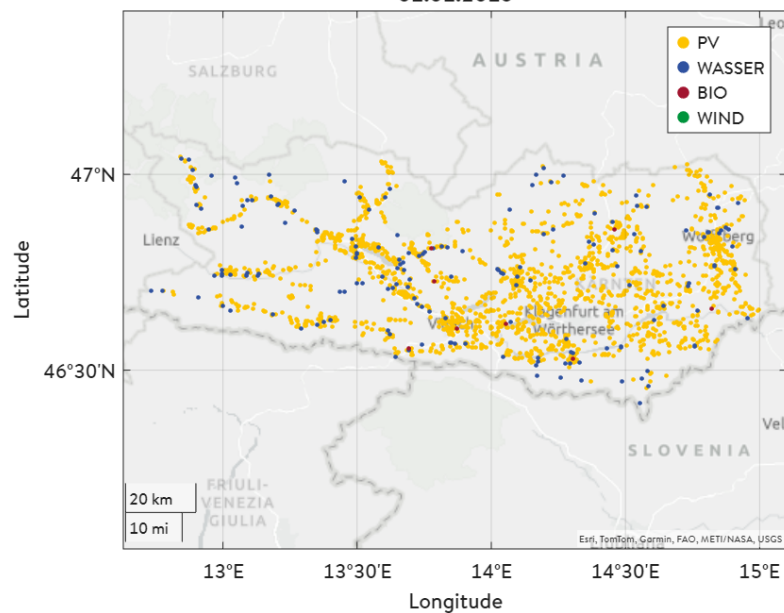 PV
WASSER
BIO
WIND
AUSTRIA
SALZBURG
47°N
Lienz
KÄRNTEN
Klagenfurt am
Wörthersee
46°30'N
SLOVENIA
FRIULI-
VENEZIA
GIULIA
20 km
10 mi
Esri, TomTom, Garmin, FAO, METI/NASA, USGS
13°E
13°30'E
14°E
14°30'E
15°E
Latitude
Longitude